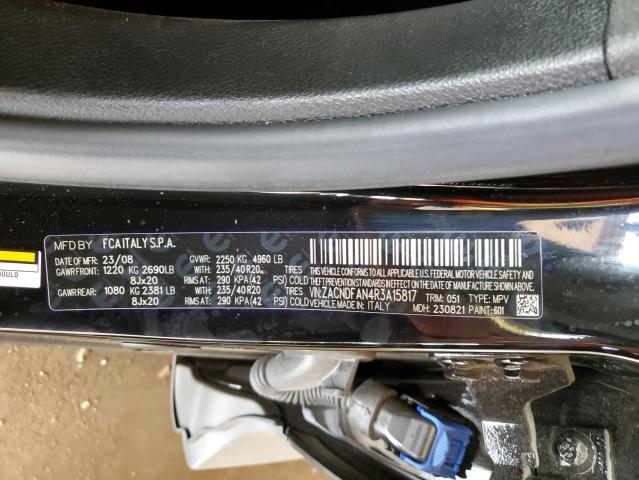 MFD BY FCA ITALY S.P.A.
DATE OF MFR: 23/08 GVWR: 2250 KG 4960 LB
GAWR FRONT: 1220 KG 2690LB WITH 235/40R20 TIRES
8Jx20 RIMS AT 290 KPA(42 PSI) COLD
GAWR REAR: 1080 KG 2381 LB WITH 235/40R20 TIRES
8Jx20 RIMS AT 290 KPA(42 PSI) COLD
THIS VEHICLE CONFORMS TO ALL APPLICABLE U.S. FEDERAL MOTOR VEHICLE SAFETY, BUMPER, AND
THEFT PREVENTION STANDARDS IN EFFECT ON THE DATE OF MANUFACTURE SHOWN ABOVE.
VIN: ZACNDFAN4R3A15817 TRM: 051 TYPE: MPV
VEHICLE MADE IN: ITALY MDH: 230821 PAINT: 601
OULD